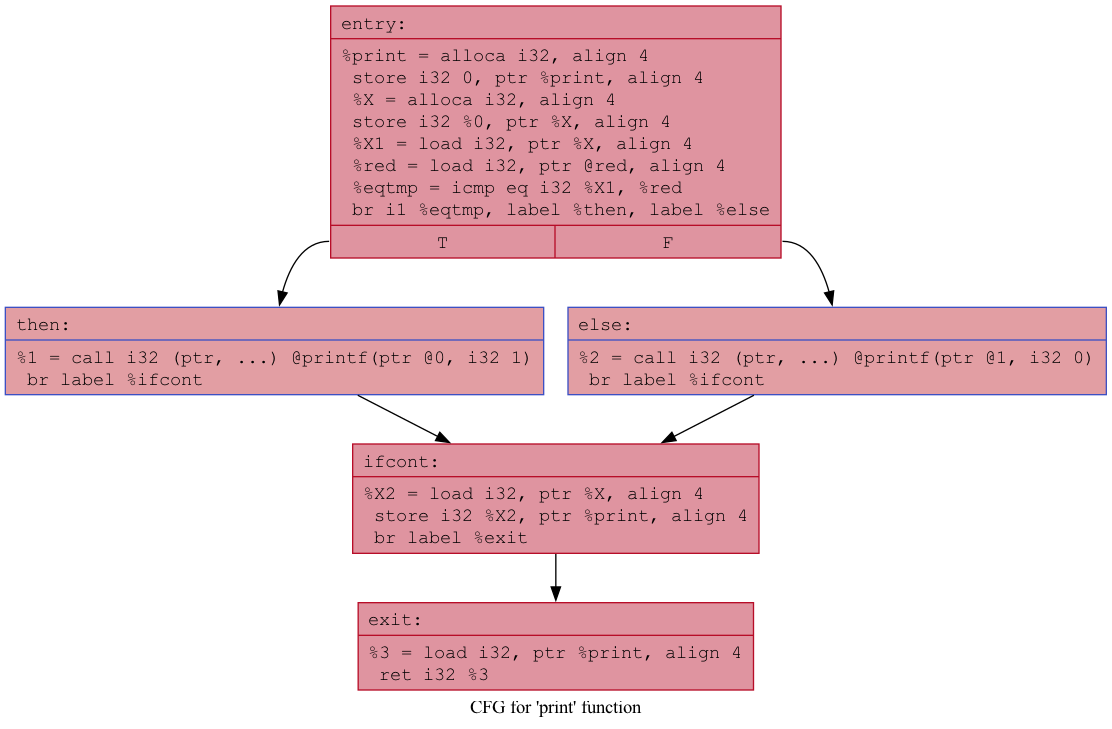 entry:
%print = alloca i32, align 4
store i32 0, ptr %print, align 4
%X = alloca i32, align 4
store i32 %0, ptr %X, align 4
%X1 = load i32, ptr %X, align 4
%red = load i32, ptr @red, align 4
%eqtmp = icmp eq i32 %X1, %red
br i1 %eqtmp, label %then, label %else
T
F
then:
%1 = call i32 (ptr, ...) @printf(ptr @0, i32 1)
br label %ifcont
else:
%2 = call i32 (ptr, ...) @printf(ptr @1, i32 0)
br label %ifcont
ifcont:
%X2 = load i32, ptr %X, align 4
store i32 %X2, ptr %print, align 4
br label %exit
exit:
%3 = load i32, ptr %print, align 4
ret i32 %3
CFG for 'print' function